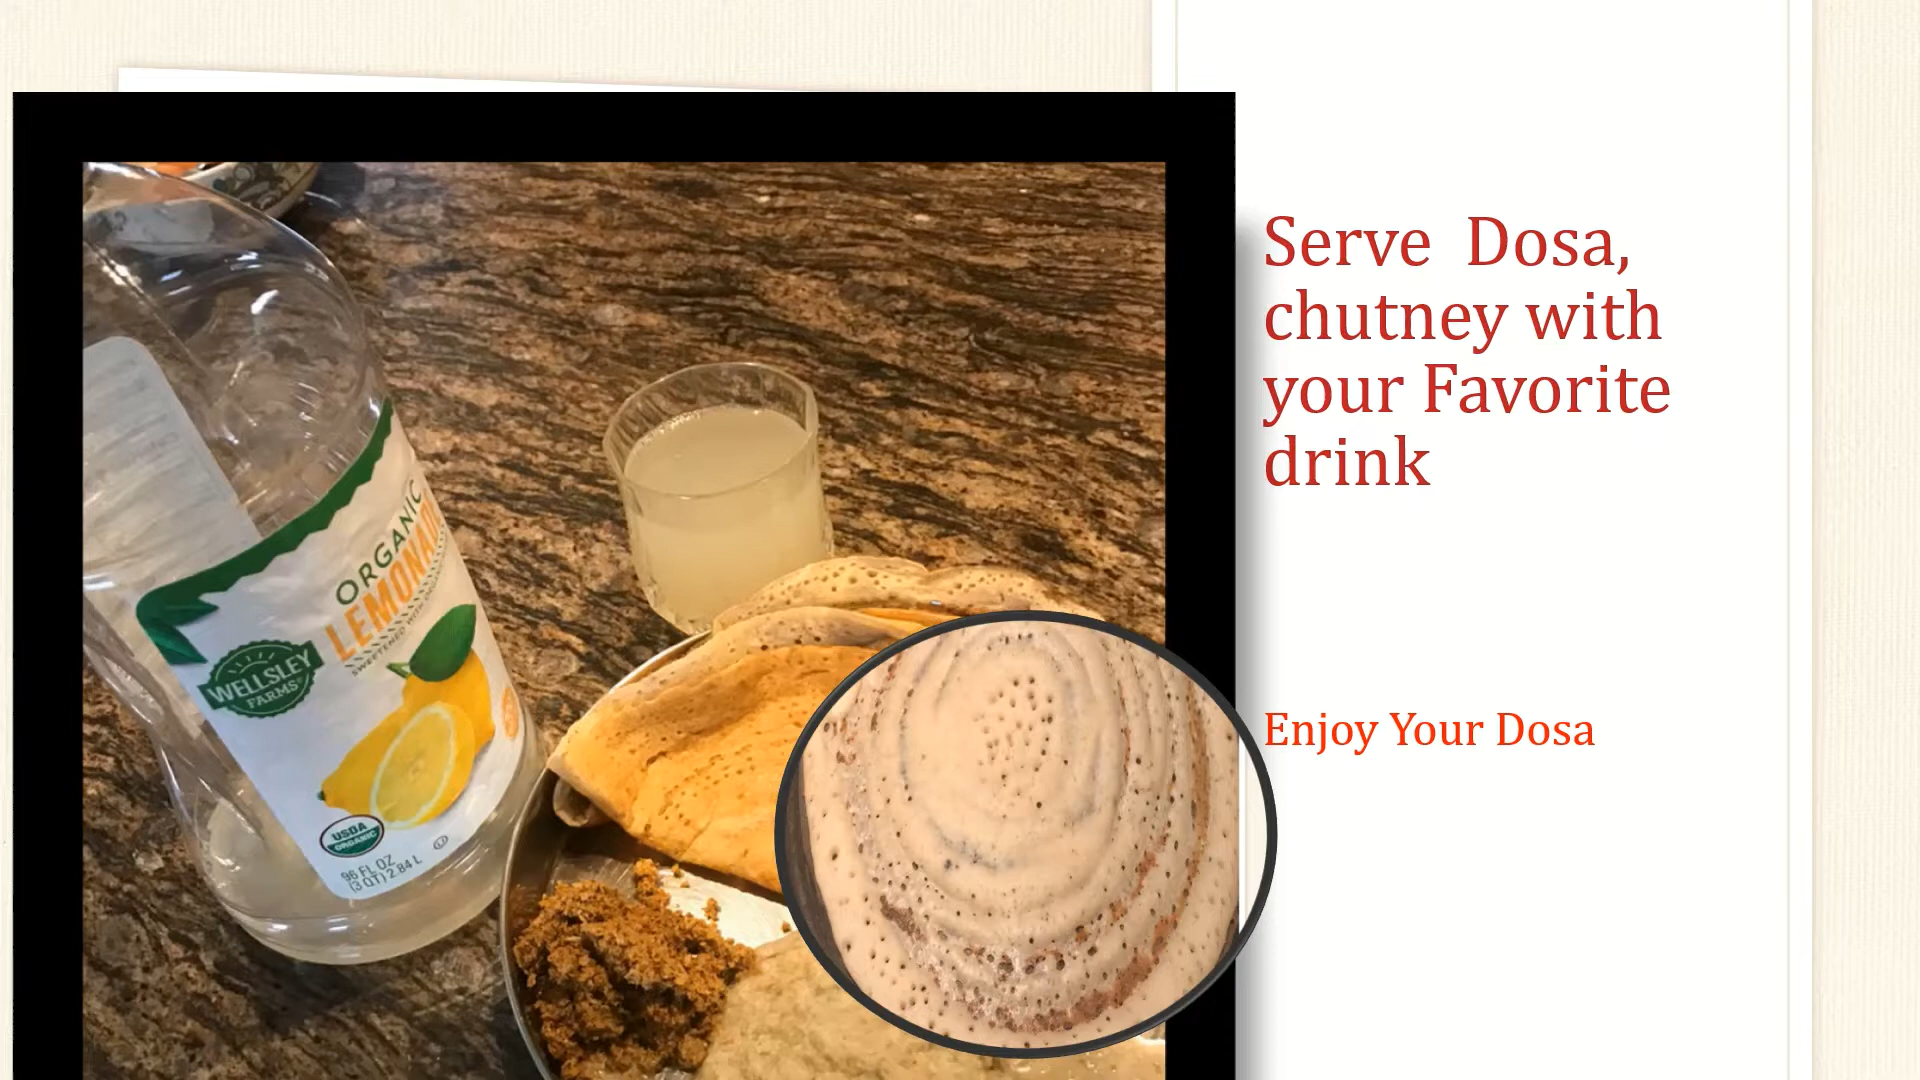 Serve  Dosa,
chutney with
your Favorite
drink
Enjoy Your Dosa
ORGANIC
LEMONADE
WELLSLEY
FARMS
USDA
ORGANIC
96 FL OZ
(3 QT) 2.84 L